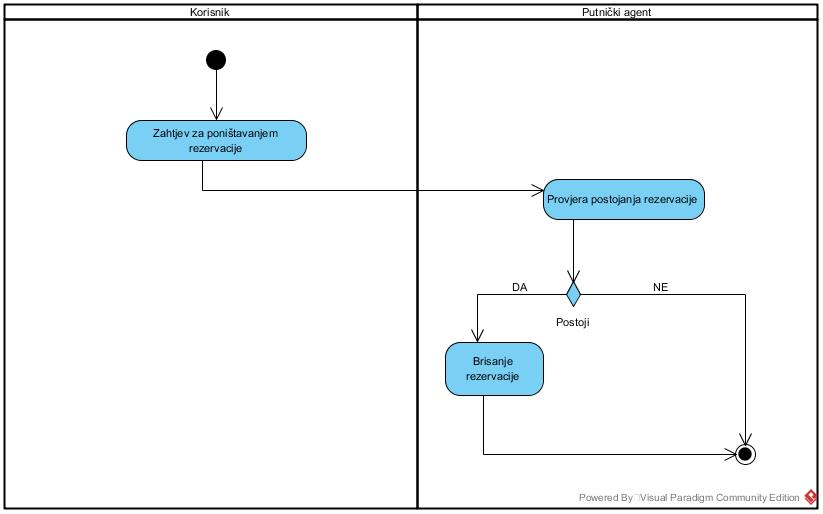 Korisnik
Putnički agent
Zahtjev za poništavanjem
rezervacije
Provjera postojanja rezervacije
DA
NE
Postoji
Brisanje
rezervacije
Powered By Visual Paradigm Community Edition